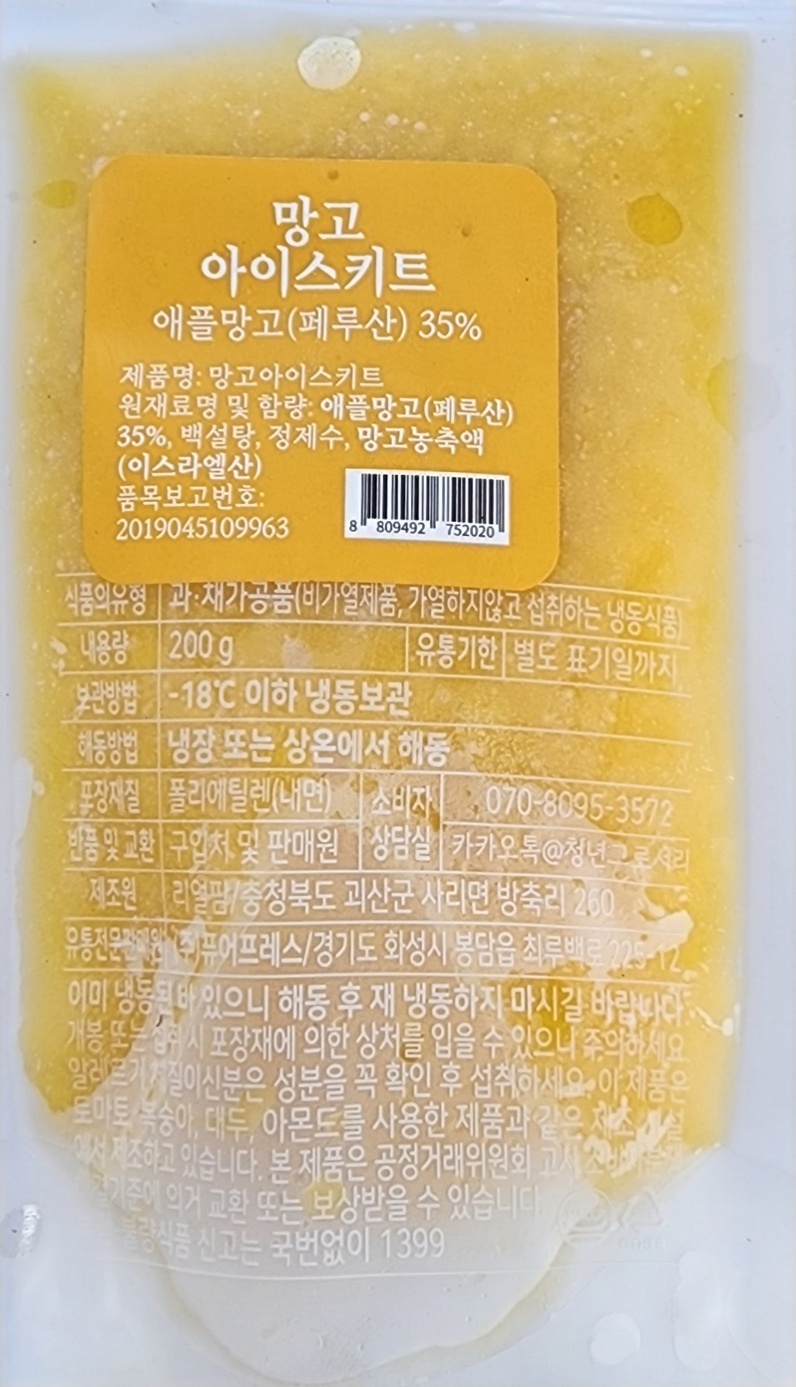 망고
아이스키트
애플망고(페루산) 35%
제품명: 망고아이스키트
원재료명 및 함량: 애플망고(페루산)
35%, 백설탕, 정제수, 망고농축액
(이스라엘산)
품목보고번호:
2019045109963
8 809492 752020
식품의유형 과·채가공품(비가열제품, 가열하지않고 섭취하는 냉동식품)
내용량 200 g 유통기한 별도 표기일까지
보관방법 -18℃ 이하 냉동보관
해동방법 냉장 또는 상온에서 해동
포장재질 폴리에틸렌(내면) 소비자 070-8095-3572
반품 및 교환 구입처 및 판매원 상담실 카카오톡@청년그로서리
제조원 리얼팜/충청북도 괴산군 사리면 방축리 260
유통전문판매원 (주)퓨어프레스/경기도 화성시 봉담읍 최루백로 225-12
이미 냉동된 바 있으니 해동 후 재 냉동하지 마시길 바랍니다
개봉 또는 섭취 시 포장재에 의한 상처를 입을 수 있으니 주의하세요
알레르기 체질이신분은 성분을 꼭 확인 후 섭취하세요. 이 제품은
토마토, 복숭아, 대두, 아몬드를 사용한 제품과 같은 제조시설
에서 제조하고 있습니다. 본 제품은 공정거래위원회 고시
기준에 의거 교환 또는 보상받을 수 있습니다
불량식품 신고는 국번없이 1399